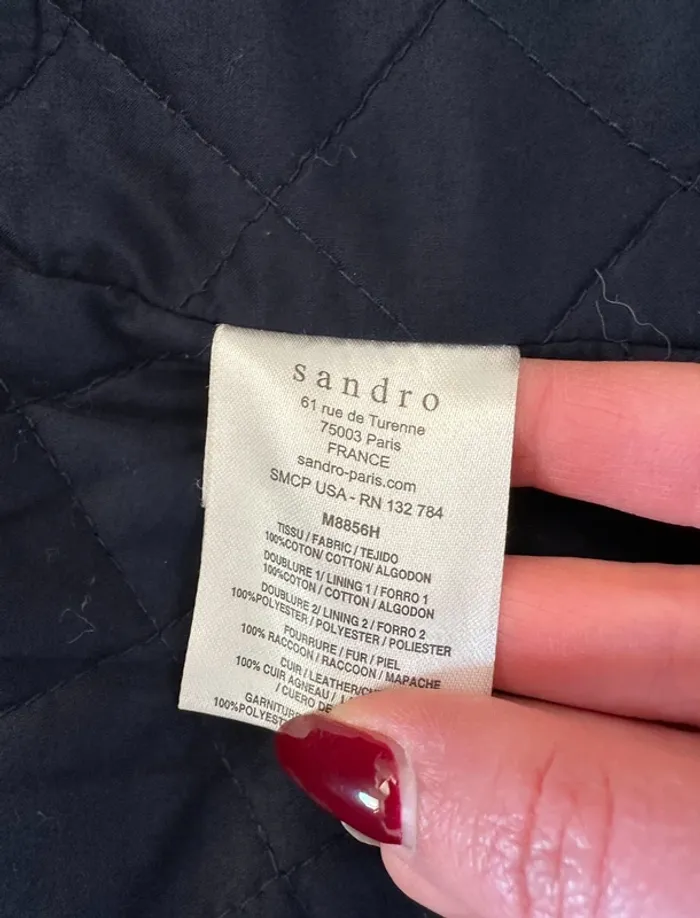 sandro
61 rue de Turenne
75003 Paris
FRANCE
sandro-paris.com
SMCP USA - RN 132 784
M8856H
TISSU / FABRIC / TEJIDO
100%COTON/ COTTON/ ALGODON
DOUBLURE 1/ LINING 1 / FORRO 1
100%COTON / COTTON / ALGODON
DOUBLURE 2/ LINING 2 / FORRO 2
100%POLYESTER / POLYESTER / POLIESTER
FOURRURE / FUR / PIEL
100% RACCOON / RACCOON / MAPACHE
CUIR / LEATHER/
100% CUIR AGNEAU /
/ CUERO DE